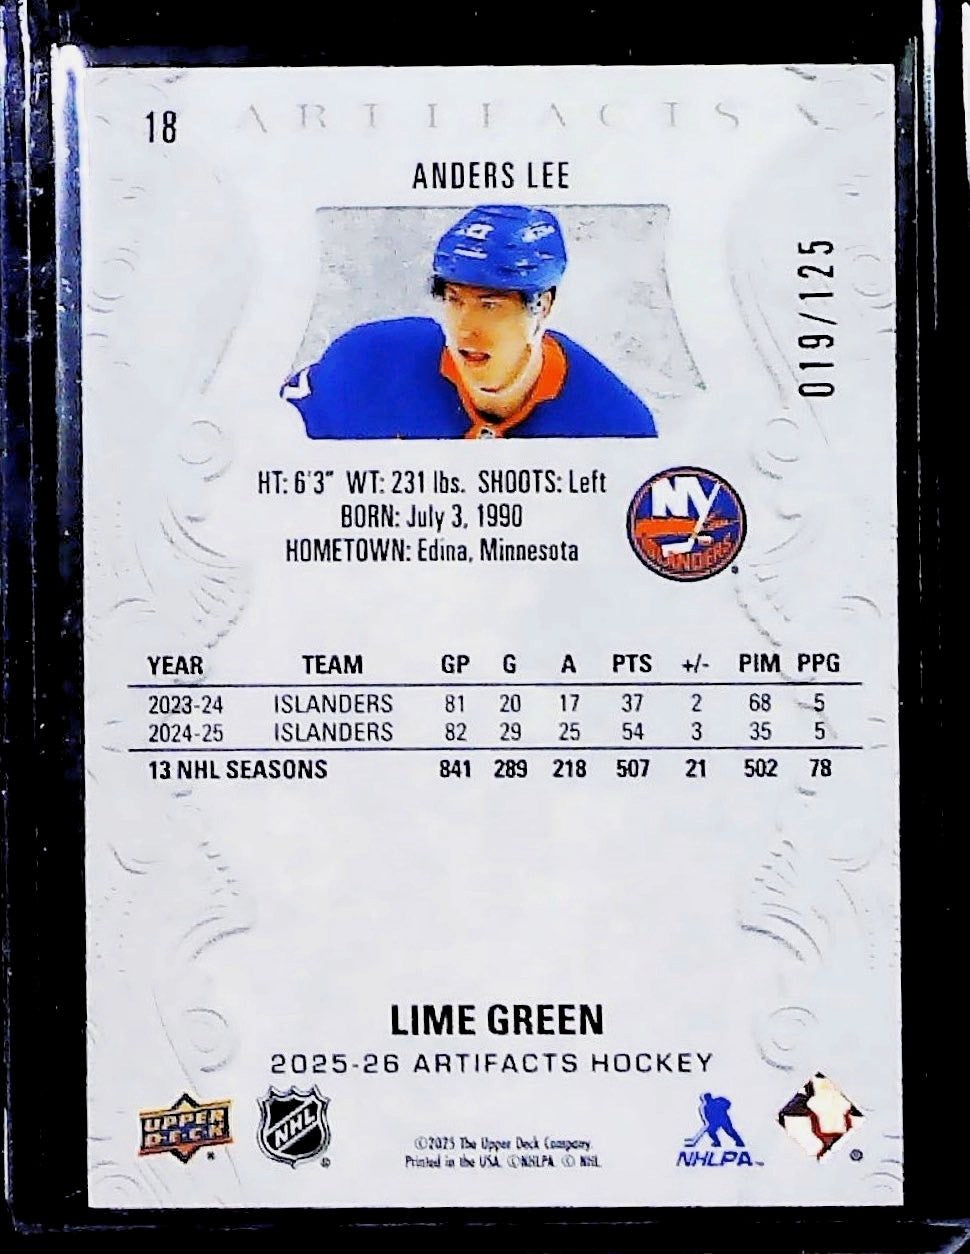 18
ARTIFACTS
ANDERS LEE
019/125
HT: 6'3" WT: 231 lbs. SHOOTS: Left
BORN: July 3, 1990
HOMETOWN: Edina, Minnesota
NY
ISLANDERS
YEAR TEAM GP G A PTS +/- PIM PPG
2023-24 ISLANDERS 81 20 17 37 2 68 5
2024-25 ISLANDERS 82 29 25 54 3 35 5
13 NHL SEASONS 841 289 218 507 21 502 78
LIME GREEN
2025-26 ARTIFACTS HOCKEY
UPPER
DECK
NHL
©2025 The Upper Deck Company.
Printed in the USA. ©NHLPA © NHL
NHLPA™